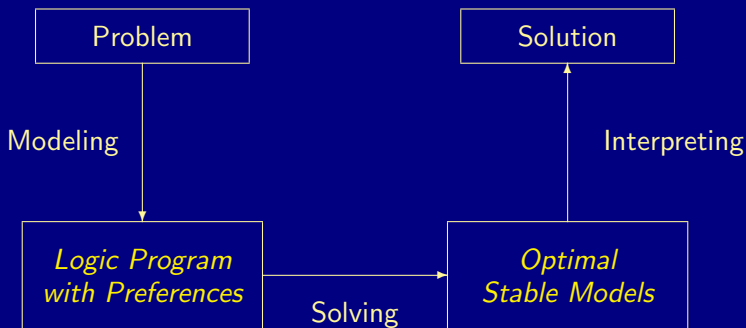 Problem
Solution
Modeling
Interpreting
Logic Program
with Preferences
Optimal
Stable Models
Solving